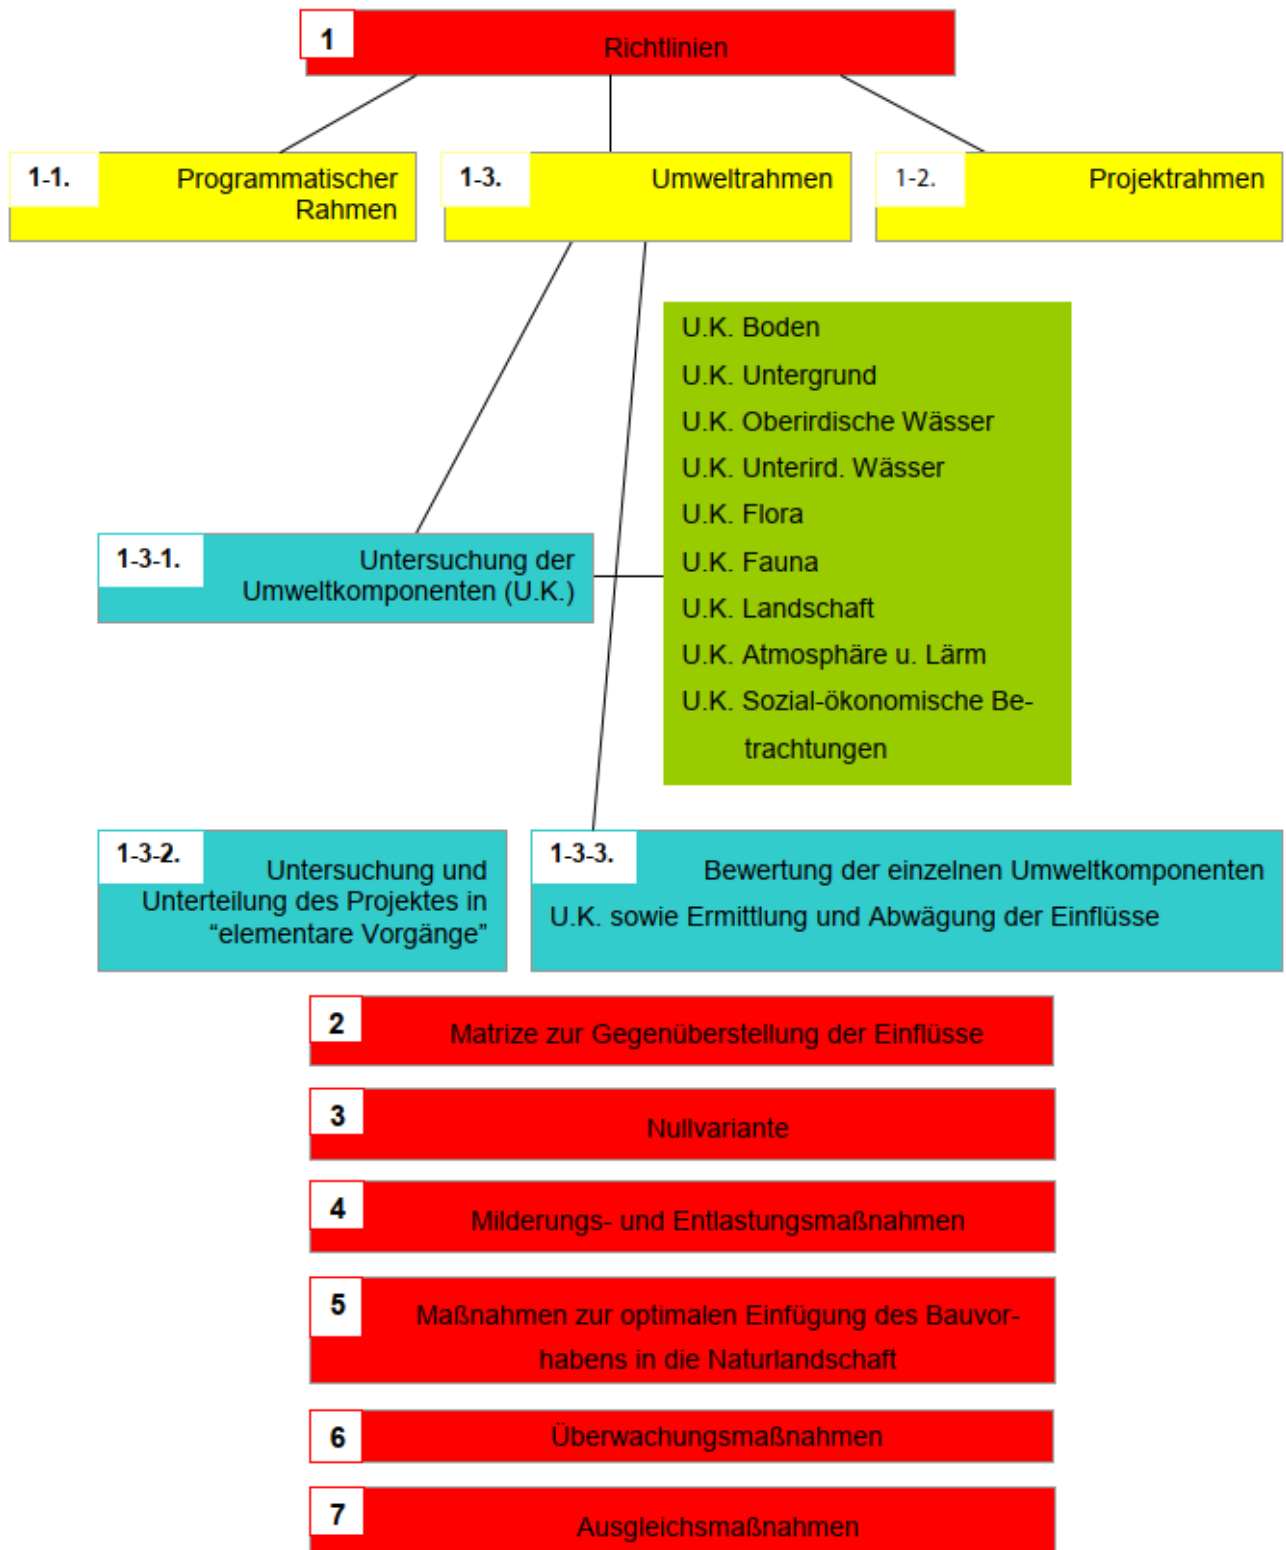 1
Richtlinien
1-1.
Programmatischer
Rahmen
1-3.
Umweltrahmen
1-2.
Projektrahmen
U.K. Boden
U.K. Untergrund
U.K. Oberirdische Wässer
U.K. Unterird. Wässer
U.K. Flora
U.K. Fauna
U.K. Landschaft
U.K. Atmosphäre u. Lärm
U.K. Sozial-ökonomische Be-
trachtungen
1-3-1.
Untersuchung der
Umweltkomponenten (U.K.)
1-3-2.
Untersuchung und
Unterteilung des Projektes in
“elementare Vorgänge”
1-3-3.
Bewertung der einzelnen Umweltkomponenten
U.K. sowie Ermittlung und Abwägung der Einflüsse
2
Matrize zur Gegenüberstellung der Einflüsse
3
Nullvariante
4
Milderungs- und Entlastungsmaßnahmen
5
Maßnahmen zur optimalen Einfügung des Bauvor-
habens in die Naturlandschaft
6
Überwachungsmaßnahmen
7
Ausgleichsmaßnahmen